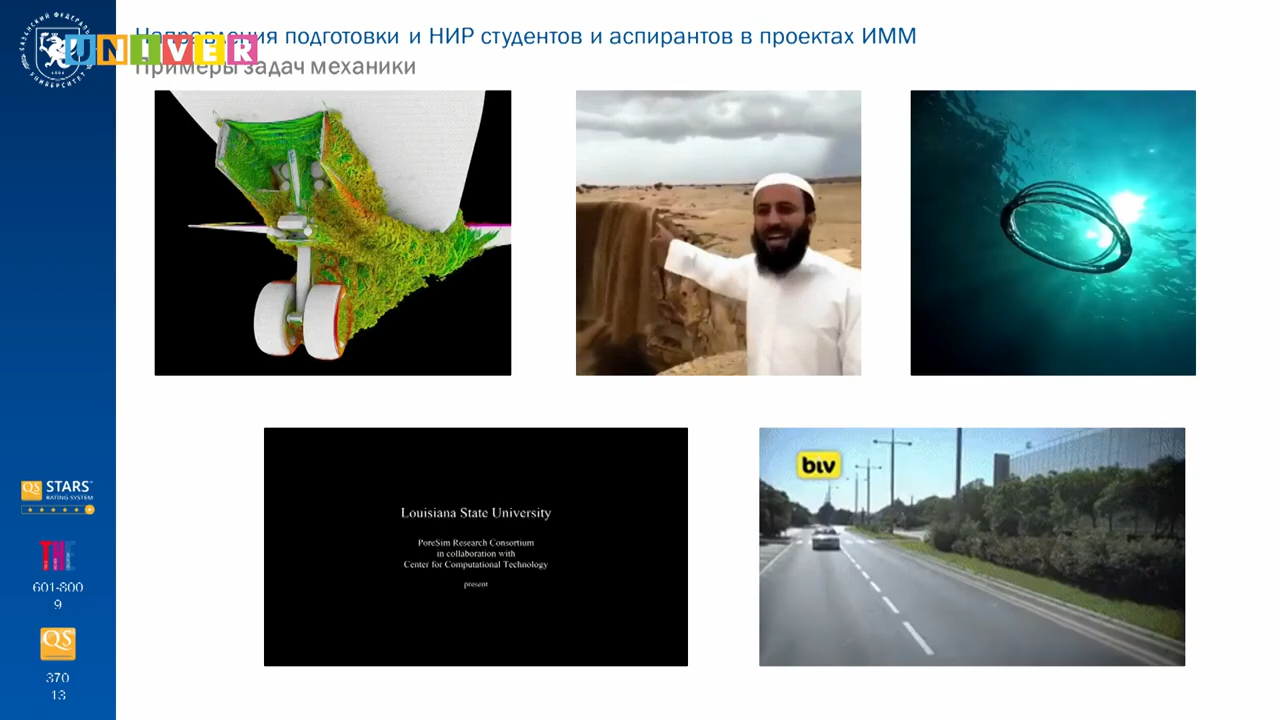 Направления подготовки и НИР студентов и аспирантов в проектах ИММ
UNIVER
Примеры задач механики
biv
Louisiana State University
PoreSim Research Consortium
in collaboration with
Center for Computational Technology
present
QS STARS
RATING SYSTEM
THE
601-800
9
QS
370
13